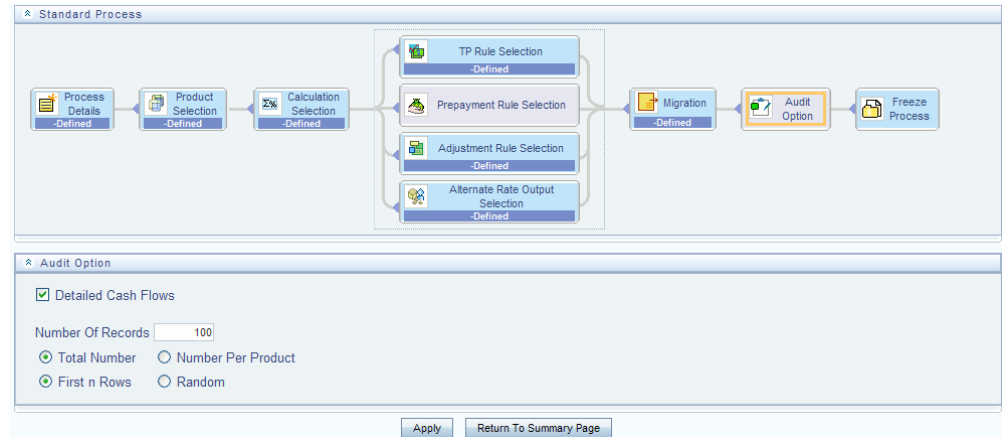 Standard Process
Process Details
-Defined
Product Selection
-Defined
Σ%
Calculation Selection
-Defined
TP Rule Selection
-Defined
Prepayment Rule Selection
Adjustment Rule Selection
-Defined
Alternate Rate Output
Selection
-Defined
Migration
-Defined
Audit Option
Freeze Process
Audit Option
Detailed Cash Flows
Number Of Records 100
Total Number Number Per Product
First n Rows Random
Apply Return To Summary Page